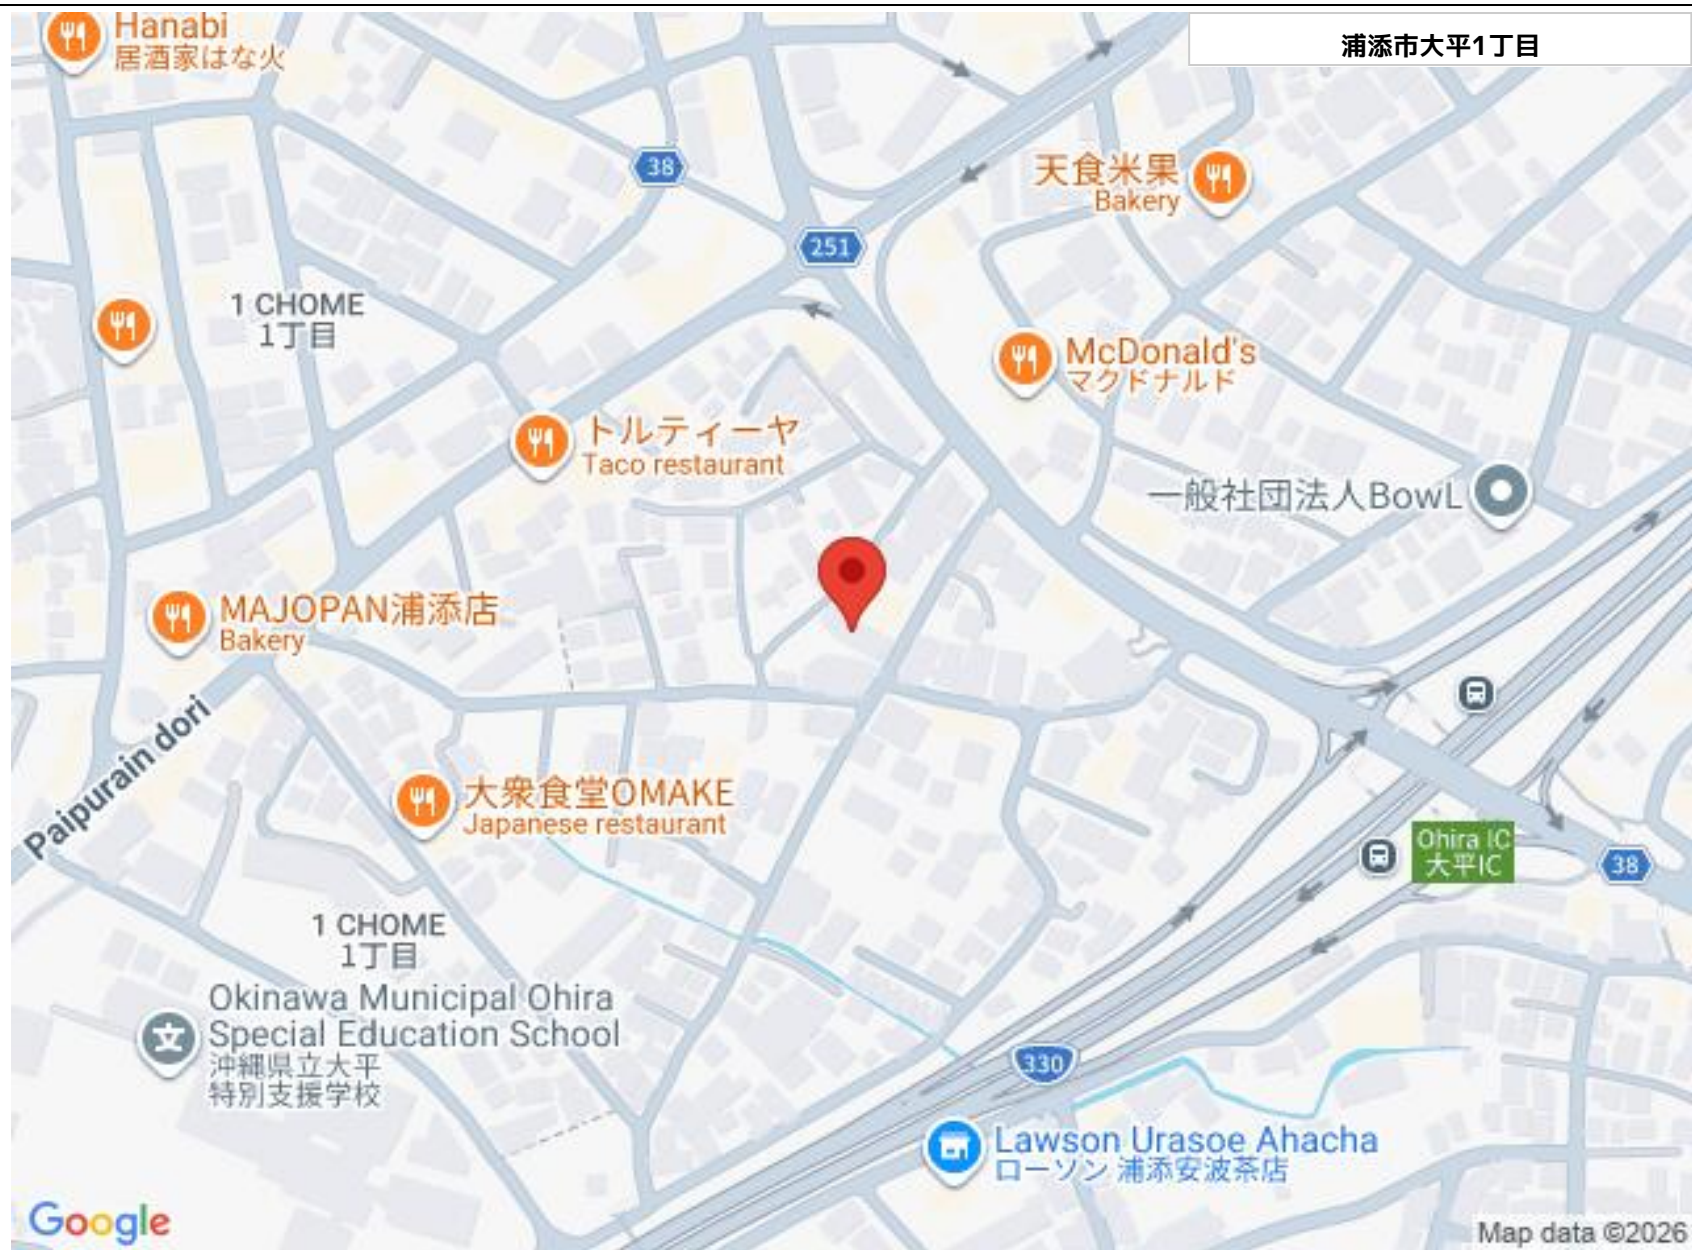 Hanabi
居酒家はな火
浦添市大平1丁目
38
天食米果
Bakery
251
1 CHOME
1丁目
McDonald's
マクドナルド
トルティーヤ
Taco restaurant
一般社団法人BowL
MAJOPAN浦添店
Bakery
Paipurain dori
大衆食堂OMAKE
Japanese restaurant
Ohira IC
大平IC
38
1 CHOME
1丁目
Okinawa Municipal Ohira
Special Education School
沖縄県立大平
特別支援学校
330
Lawson Urasoe Ahacha
ローソン 浦添安波茶店
Google
Map data ©2026